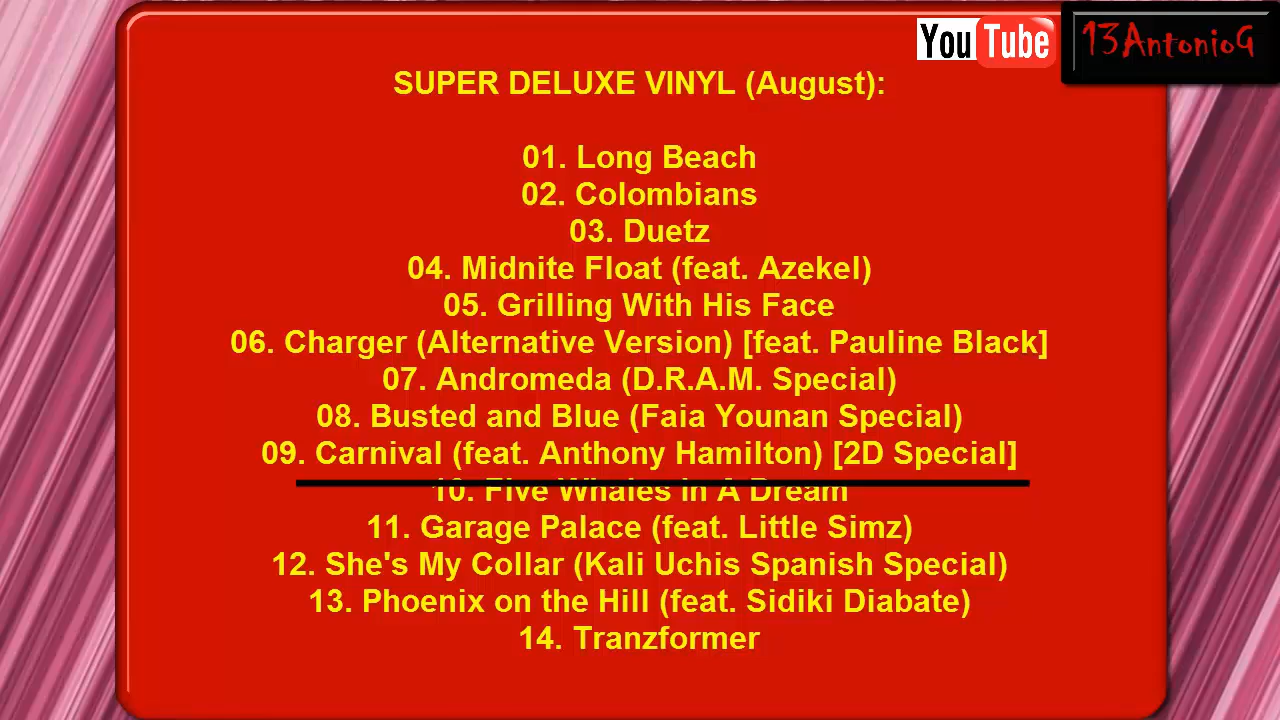 YouTube
13AntonioG
SUPER DELUXE VINYL (August):
01. Long Beach
02. Colombians
03. Duetz
04. Midnite Float (feat. Azekel)
05. Grilling With His Face
06. Charger (Alternative Version) [feat. Pauline Black]
07. Andromeda (D.R.A.M. Special)
08. Busted and Blue (Faia Younan Special)
09. Carnival (feat. Anthony Hamilton) [2D Special]
10. Five Whales In A Dream
11. Garage Palace (feat. Little Simz)
12. She's My Collar (Kali Uchis Spanish Special)
13. Phoenix on the Hill (feat. Sidiki Diabate)
14. Tranzformer